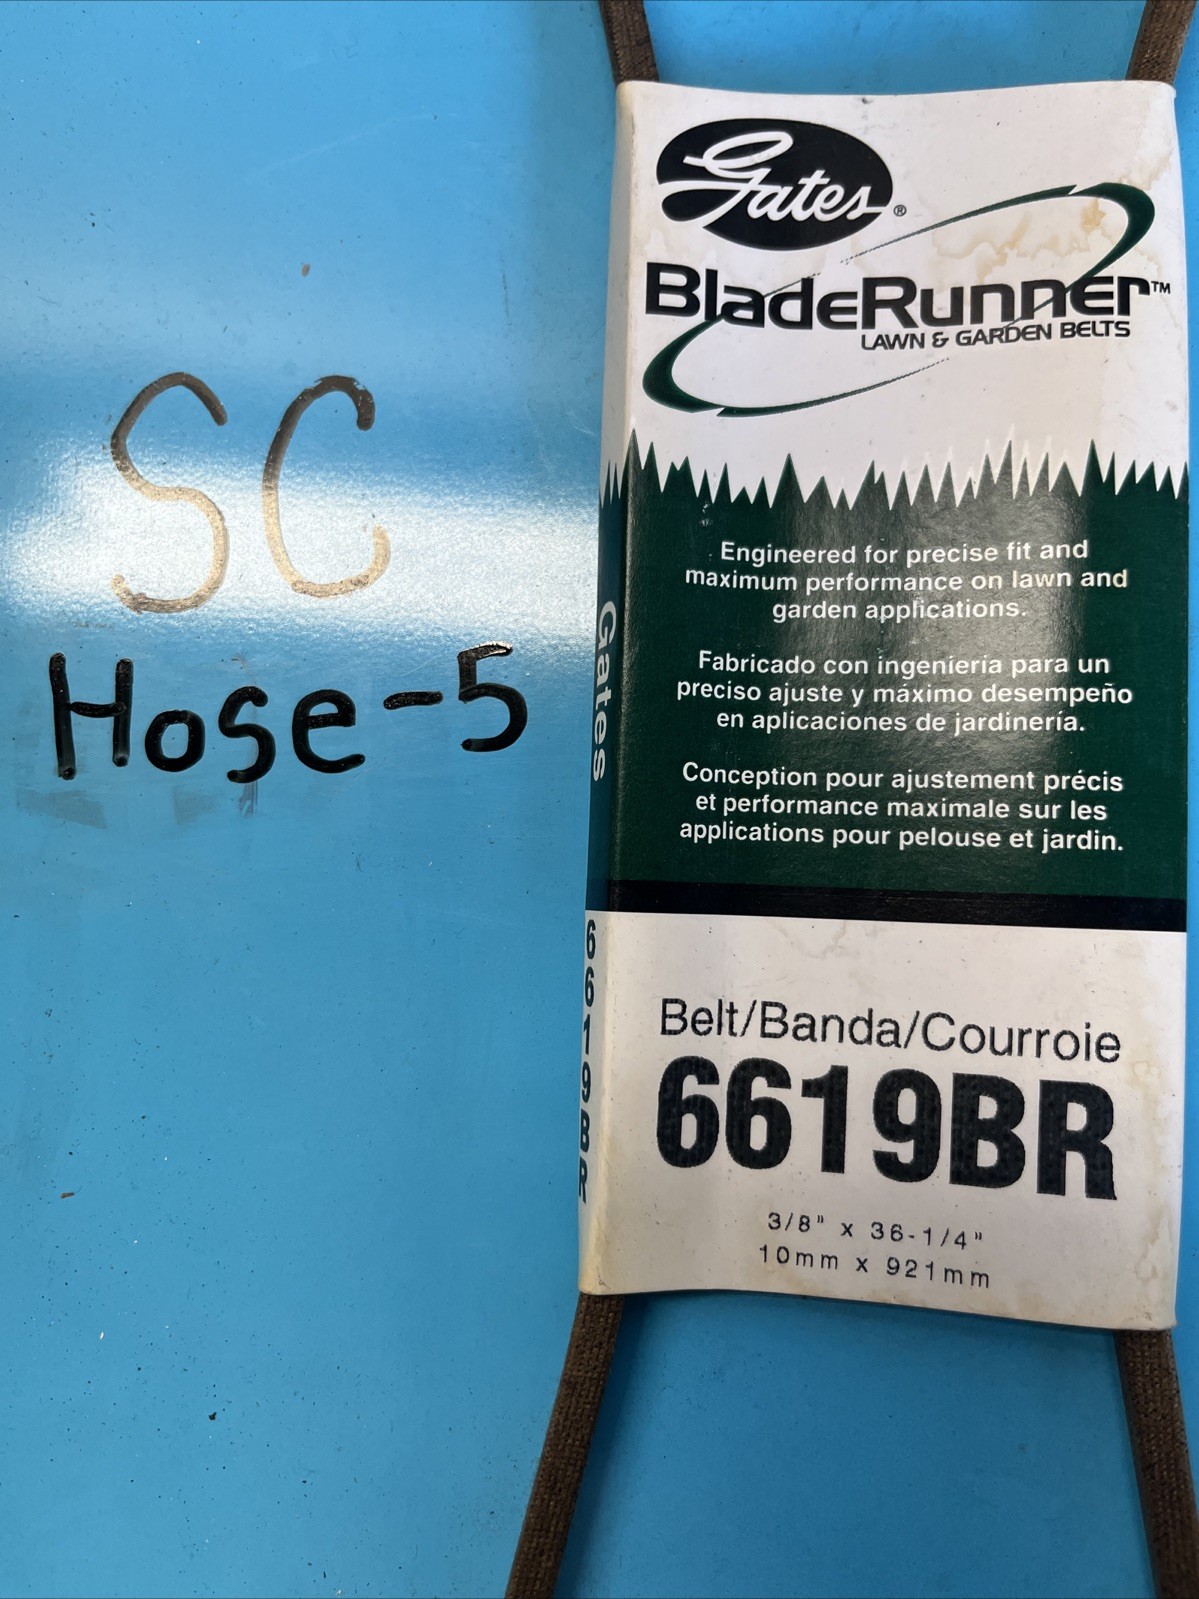 SC
Hose-5
Gates®
BladeRunner™
LAWN & GARDEN BELTS
Engineered for precise fit and
maximum performance on lawn and
garden applications.
Fabricado con ingeniería para un
preciso ajuste y máximo desempeño
en aplicaciones de jardinería.
Conception pour ajustement précis
et performance maximale sur les
applications pour pelouse et jardin.
Belt/Banda/Courroie
6619BR
3/8" x 36-1/4"
10mm x 921mm
Gates
6619BR